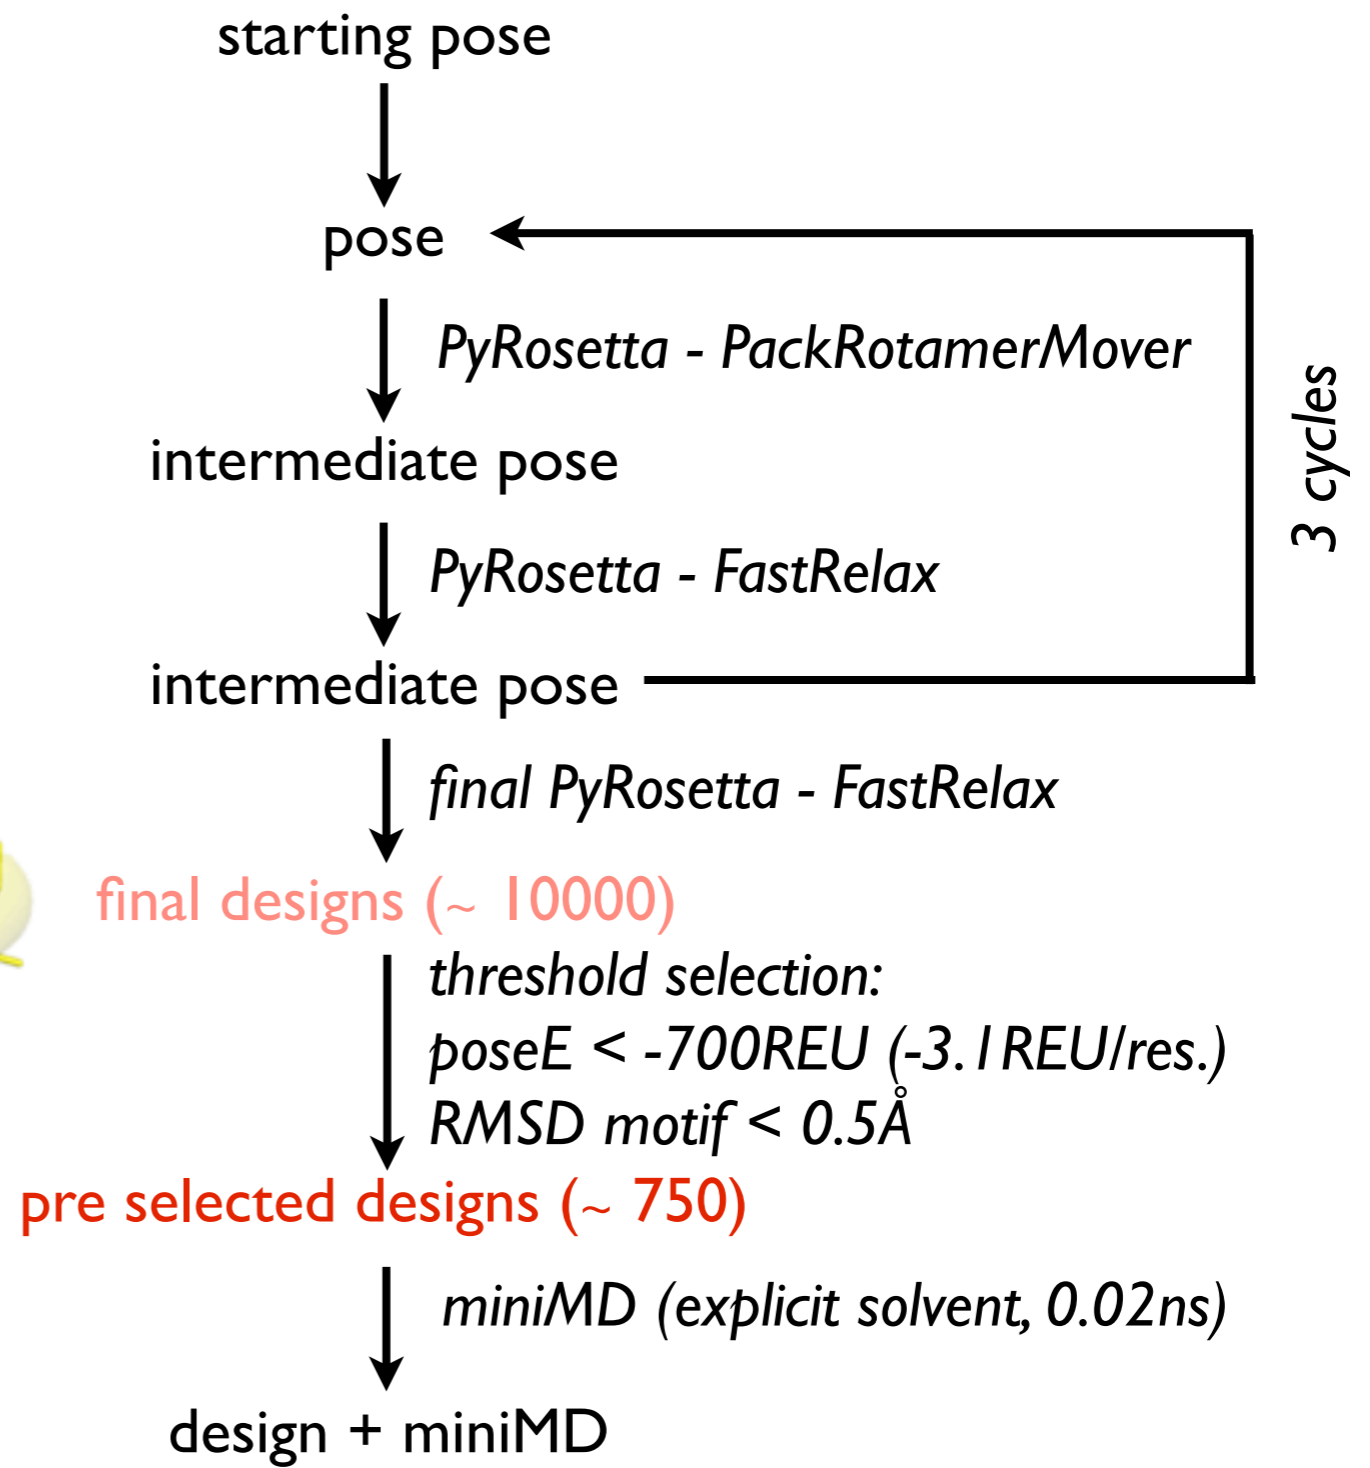 starting pose
pose
PyRosetta - PackRotamerMover
3 cycles
intermediate pose
PyRosetta - FastRelax
intermediate pose
final PyRosetta - FastRelax
final designs (~ 10000)
threshold selection:
poseE < -700REU (-3.1REU/res.)
RMSD motif < 0.5Å
pre selected designs (~ 750)
miniMD (explicit solvent, 0.02ns)
design + miniMD